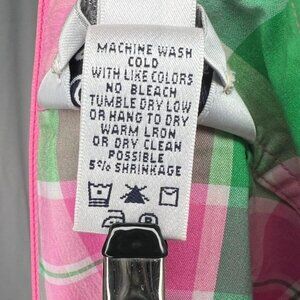 MACHINE WASH
COLD
WITH LIKE COLORS
NO BLEACH
TUMBLE DRY LOW
OR HANG TO DRY
WARM LRON
OR DRY CLEAN
POSSIBLE
5% SHRINKAGE